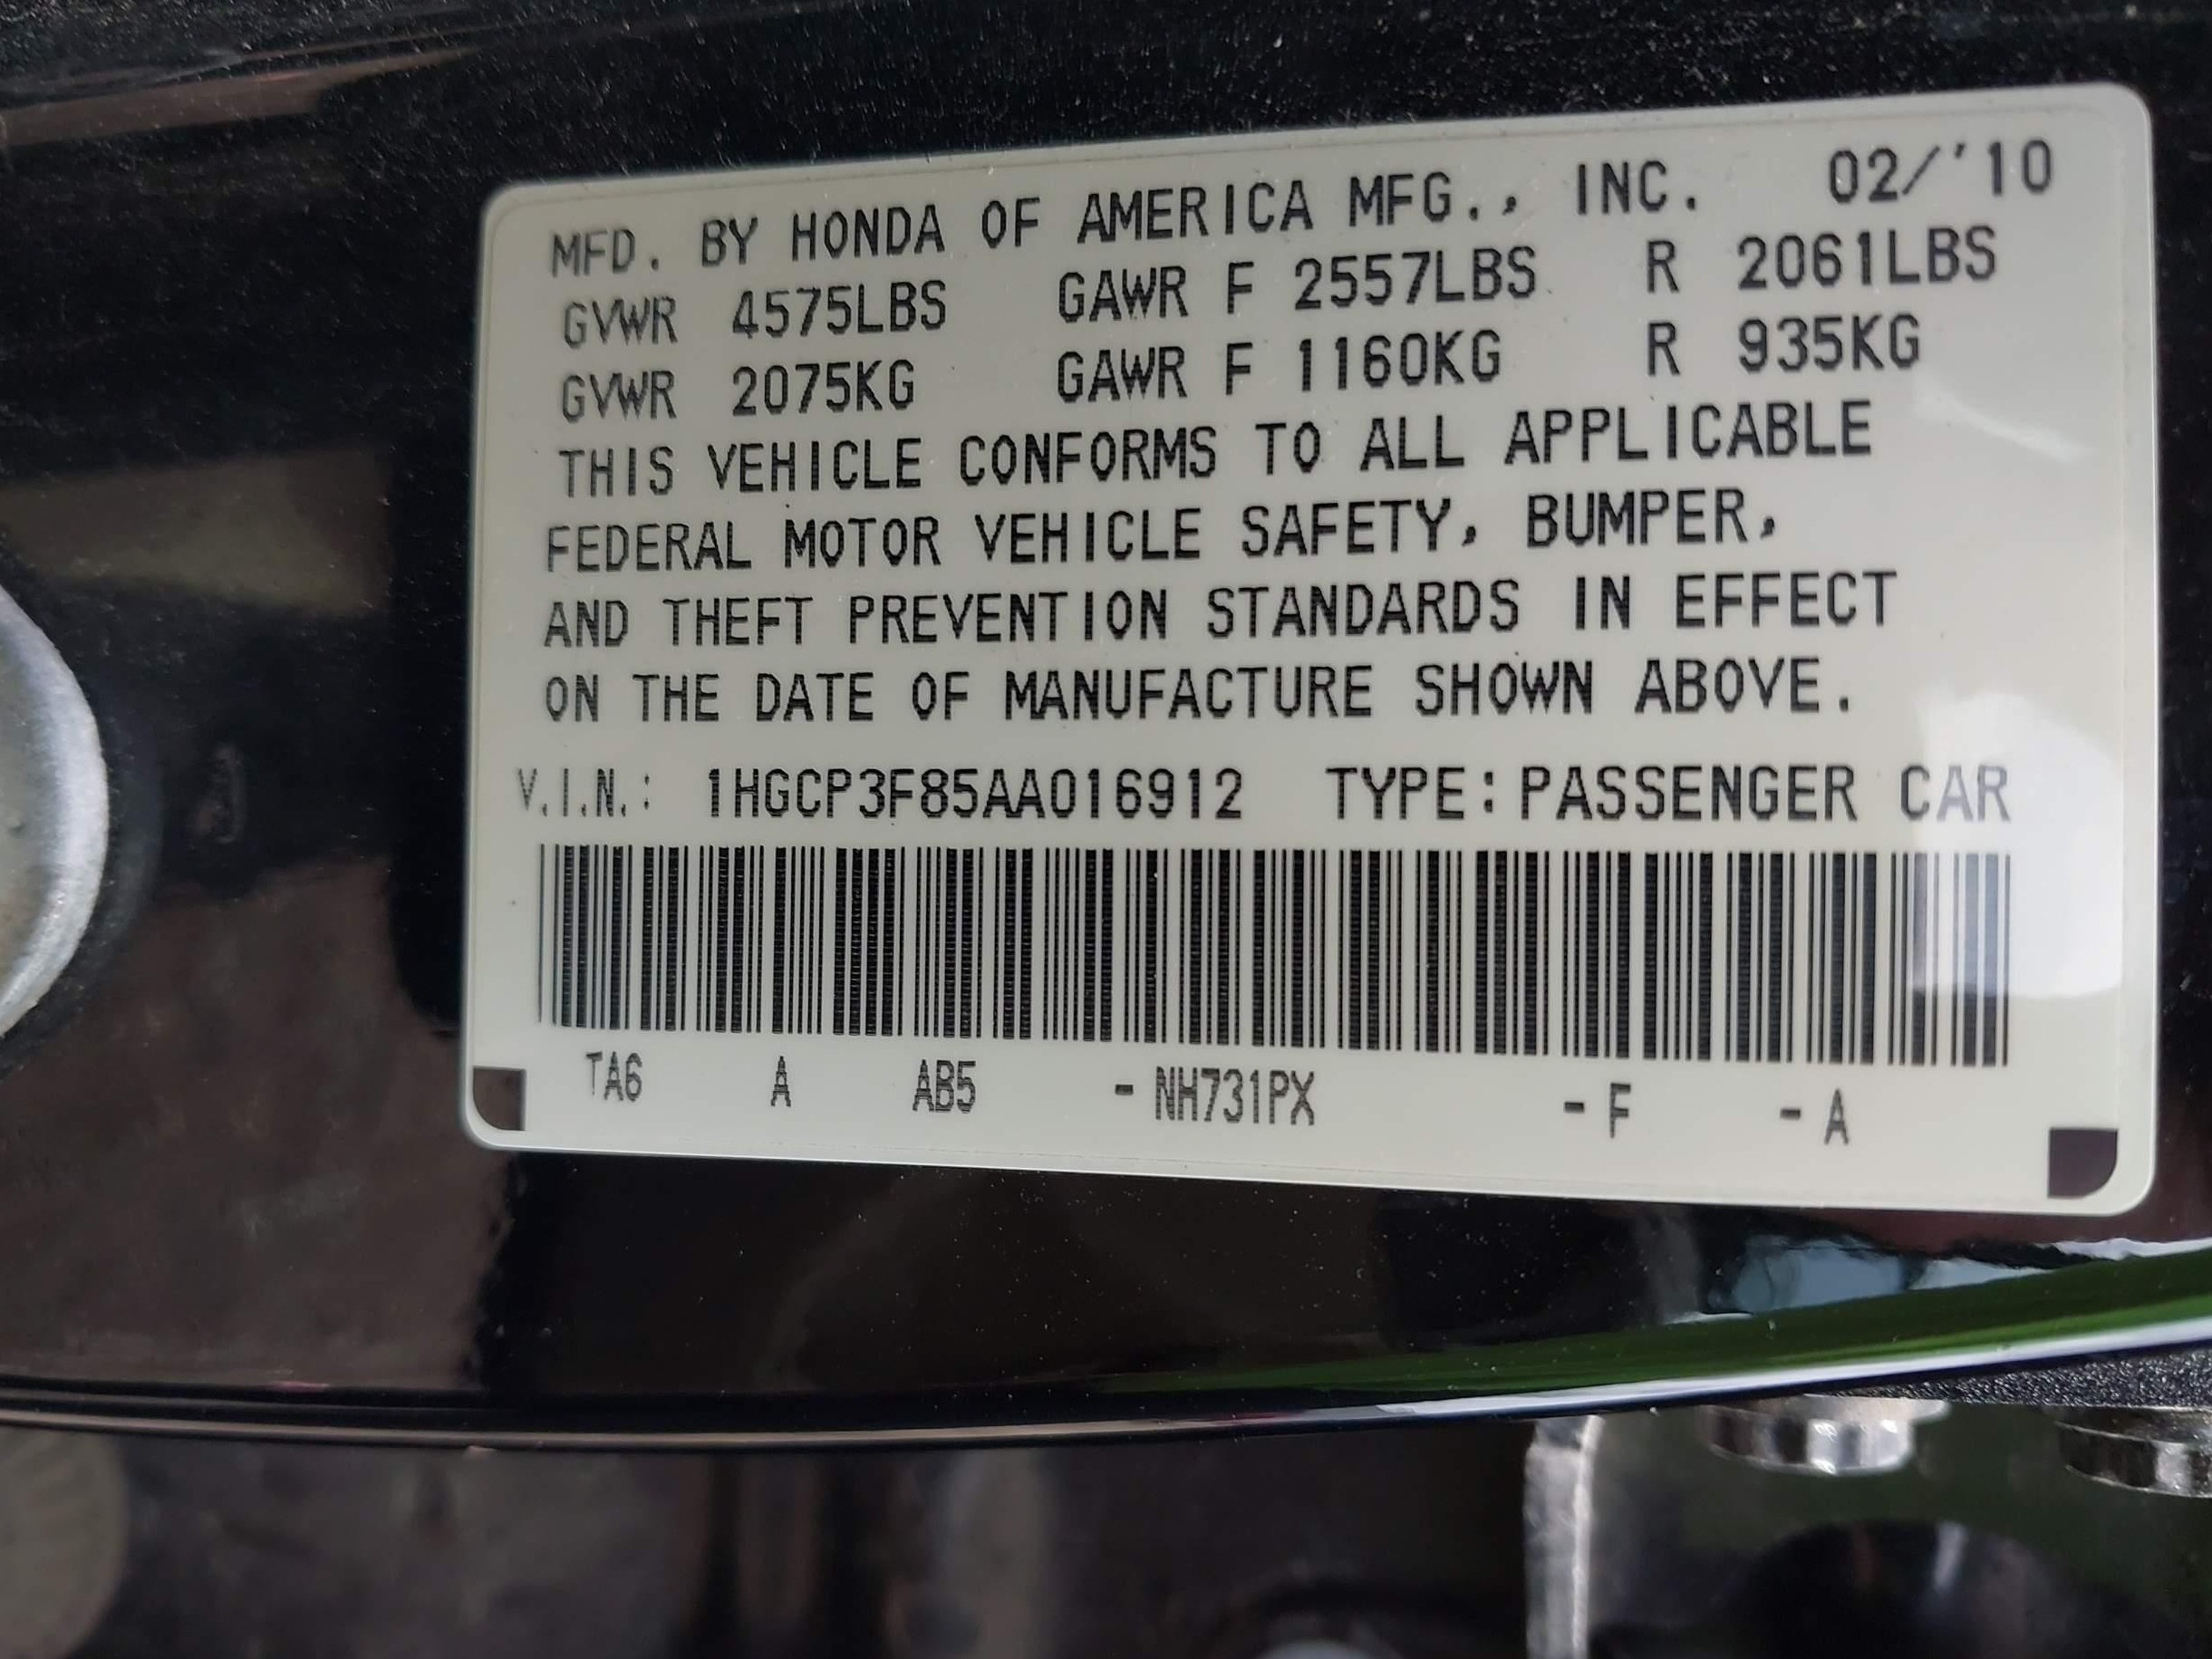 MFD. BY HONDA OF AMERICA MFG., INC. 02/'10
GVWR 4575LBS GAWR F 2557LBS R 2061LBS
GVWR 2075KG GAWR F 1160KG R 935KG
THIS VEHICLE CONFORMS TO ALL APPLICABLE
FEDERAL MOTOR VEHICLE SAFETY, BUMPER,
AND THEFT PREVENTION STANDARDS IN EFFECT
ON THE DATE OF MANUFACTURE SHOWN ABOVE.
V.I.N.: 1HGCP3F85AA016912 TYPE: PASSENGER CAR
TA6 A AB5 - NH731PX - F - A